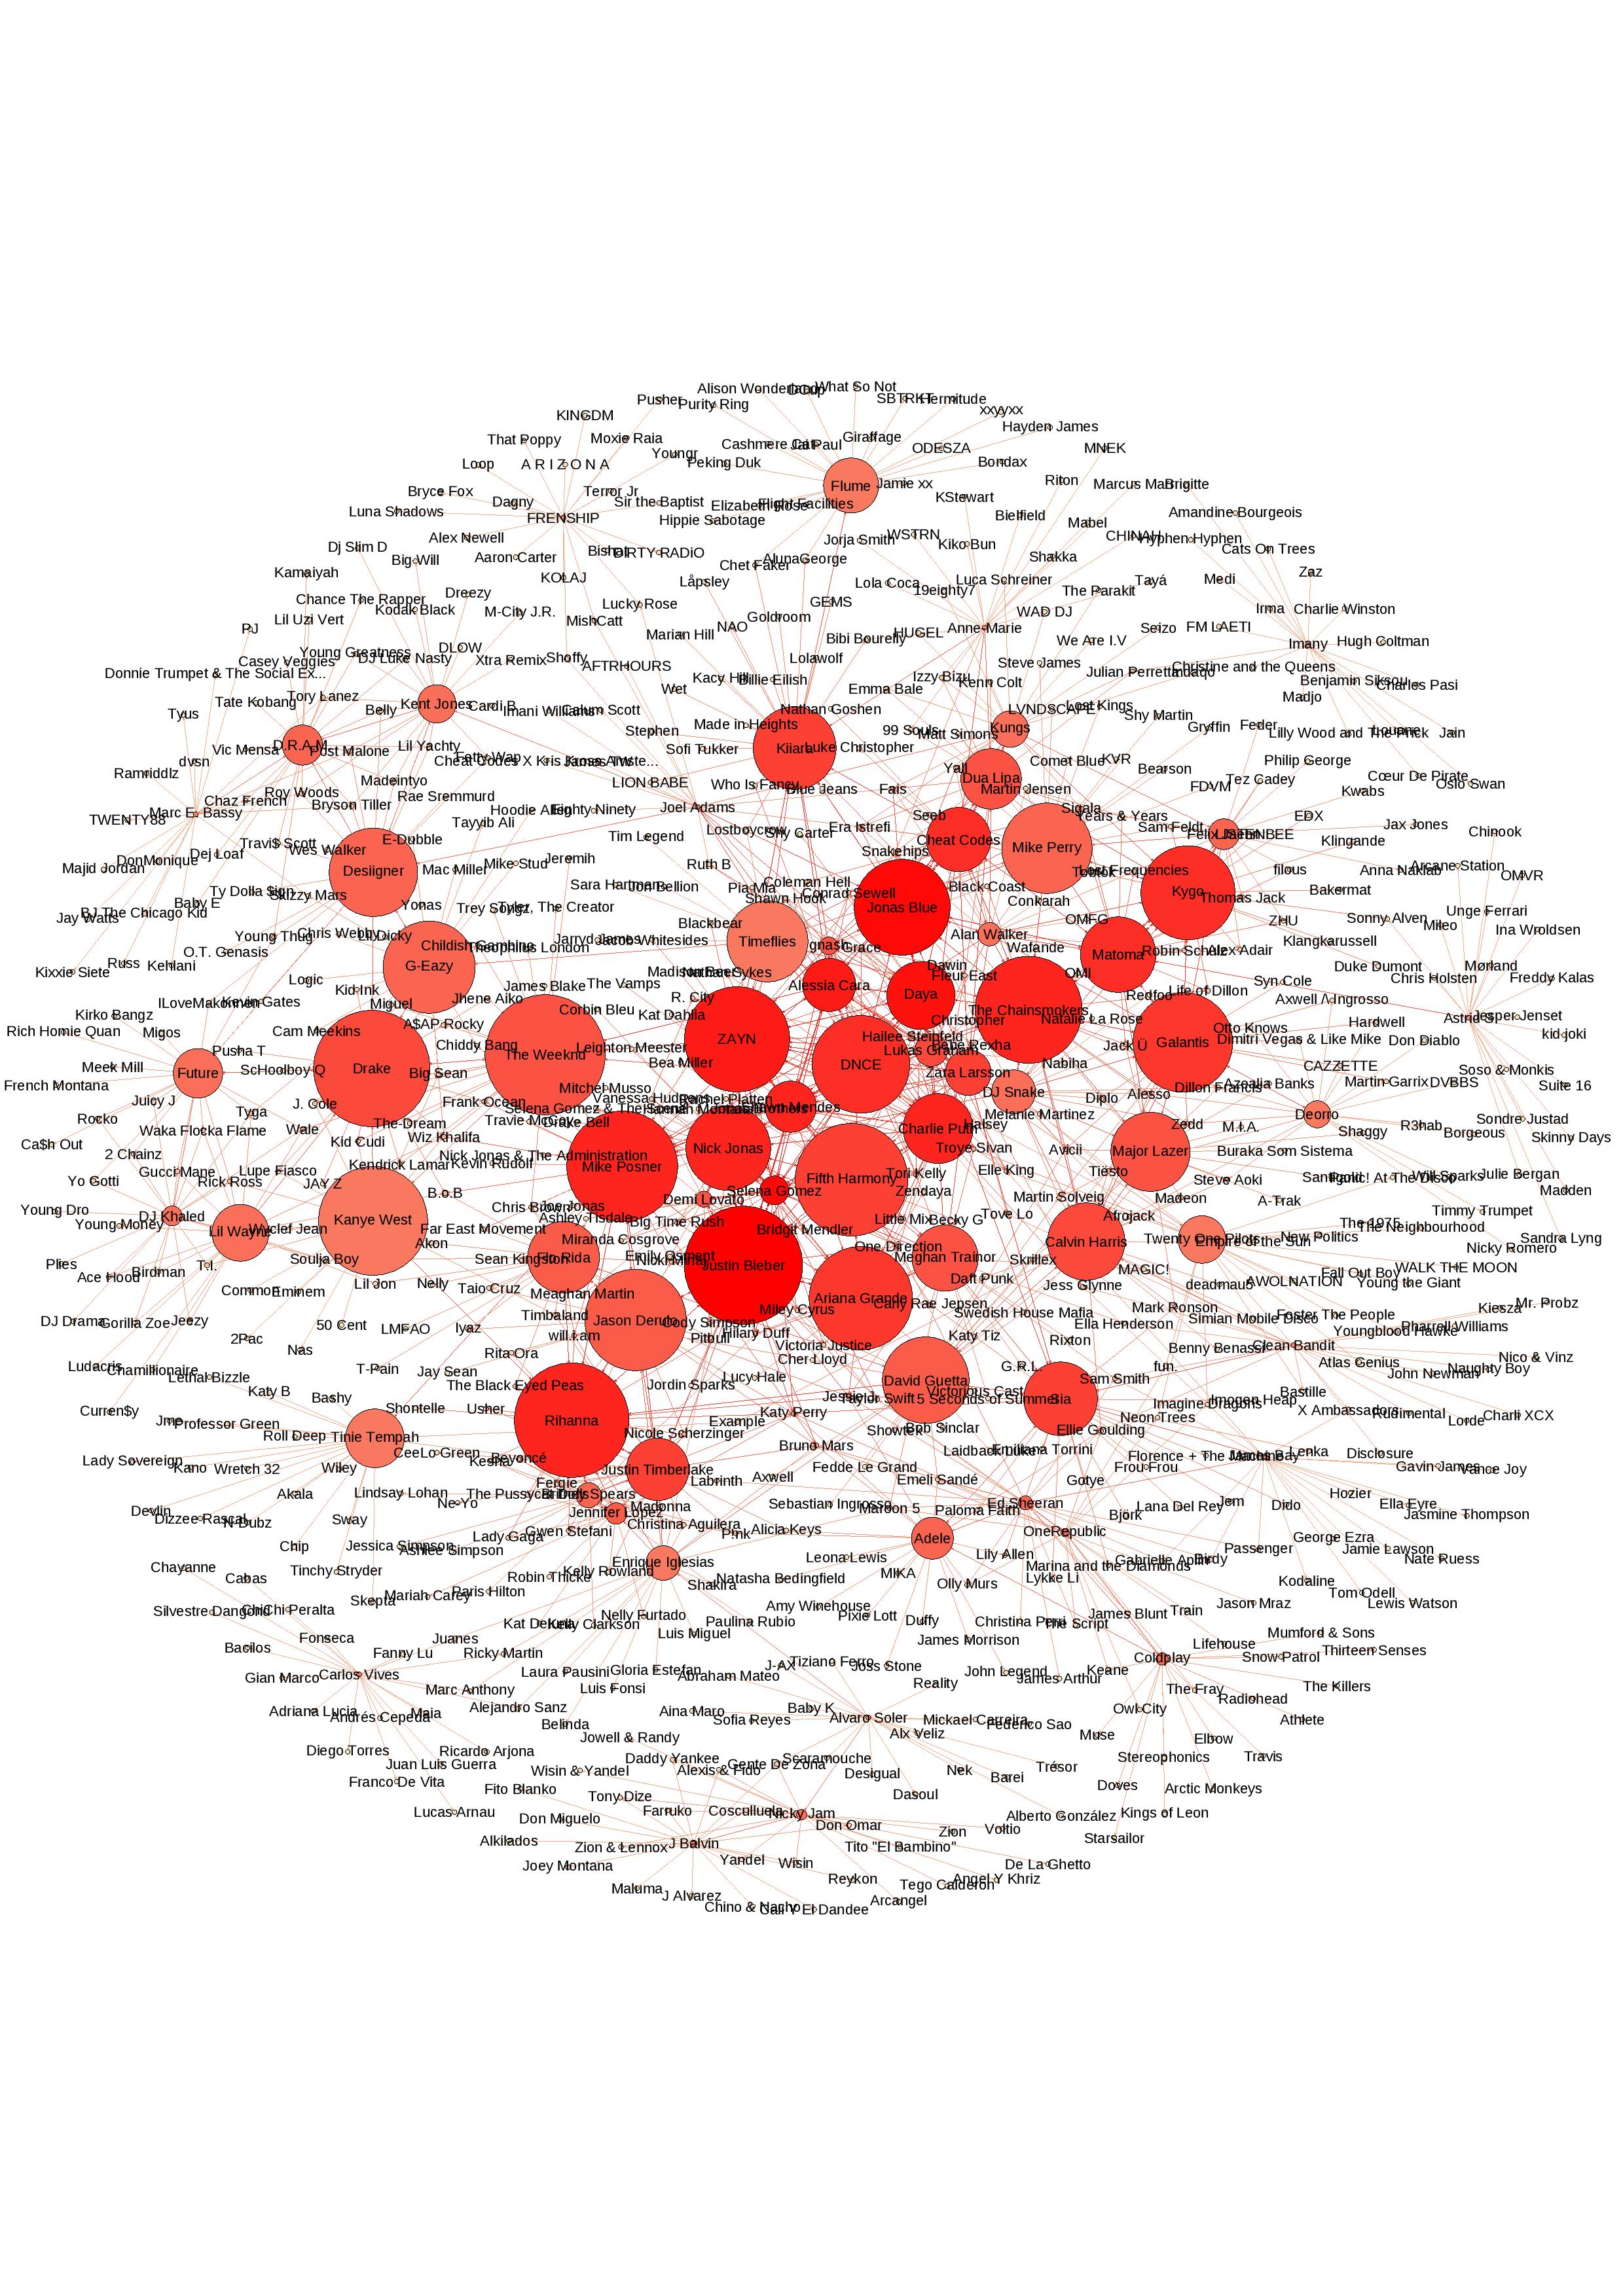 What So Not
Alison Wonderland
SBTRKT
Hermitude
Pusher
Purity Ring
xxyyxx
KINGDM
Hayden James
That Poppy
Moxie Raia
Cashmere Cat
Jai Paul
Giraffage
ODESZA
MNEK
Youngr
Loop
A R I Z O N A
Peking Duk
Bondax
Flume
Jamie xx
Riton
Marcus Mar
Brigitte
Bryce Fox
Terror Jr
KStewart
Luna Shadows
Dagny
Sir the Baptist
Elizabeth Rose
Flight Facilities
Amandine Bourgeois
FRENSHIP
Hippie Sabotage
Bielfield
Mabel
Alex Newell
Jorja Smith
WSTRN
CHINAH
Hyphen Hyphen
Dj Slim D
Kiko Bun
Cats On Trees
Big Will
Aaron Carter
Bishat
DIRTY RADiO
Chet Faker
AlunaGeorge
Shakka
Kamaiyah
KOLAJ
Låpsley
Lola Coca
Luca Schreiner
Tayá
Medi
Zaz
Chance The Rapper
Dreezy
19eighty7
The Parakit
Lil Uzi Vert
Kodak Black
M-City J.R.
Lucky Rose
GEMS
WAD DJ
Irma
Charlie Winston
PJ
MishCatt
Goldroom
NAO
Marian Hill
Bibi Bourelly
HUGEL
Anne-Marie
Seizo
FM LAETI
We Are I.V
Imany
Hugh Coltman
Young Greatness
DJ Luke Nasty
DLOW
Casey Veggies
Xtra Remix
Shoffy
AFTRHOURS
Lolawolf
Steve James
Julian Perretta
Indaqo
Christine and the Queens
Donnie Trumpet & The Social Ex...
Kacy Hill
Billie Eilish
Izzy Bizu
Kenn Colt
Benjamin Siksou
Charles Pasi
Tory Lanez
Wet
Emma Bale
Madjo
Tate Kobang
Kent Jones
Cardi B
Belly
Imani Williams
Calum Scott
Nathan Goshen
LVNDSCAPE
Lost Kings
Shy Martin
Tyus
Stephen
Made in Heights
99 Souls
Matt Simons
Kungs
Gryffin
Feder
Lilly Wood and The Prick
Louane
Jain
D.R.A.M.
Vic Mensa
Post Malone
Lil Yachty
Sofi Tukker
Kiiara
Luke Christopher
dvsn
Fetty Wap
Cheat Codes X Kris Kross Amste...
James TW
Yall
Comet Blue
KVR
Bearson
Philip George
Ramriddlz
Madeintyo
LION BABE
Who Is Fancy
Blue Jeans
Fais
Dua Lipa
Martin Jensen
FDVM
Tez Cadey
Cœur De Pirate
Oslo Swan
Kwabs
Roy Woods
Bryson Tiller
Rae Sremmurd
Chaz French
Marc E. Bassy
Hoodie Allen
Eighty Ninety
Joel Adams
Sigala
Years & Years
EDX
TWENTY88
Tayyib Ali
Lostboycrow
Shy Carter
Era Istrefi
Seeb
Sam Feldt
Felix Jaehn
LISTENBEE
Jax Jones
Chinook
Travi$ Scott
Wes Walker
E-Dubble
Tim Legend
Snakehips
Cheat Codes
Mike Perry
Klingande
Majid Jordan
DonMonique
Dej Loaf
Desiigner
Mac Miller
Mike Stud
Jeremih
Ruth B
Coleman Hell
Conrad Sewell
Black Coast
Lost Frequencies
filous
Anna Naklab
Arcane Station
OMVR
Ty Dolla $ign
Skizzy Mars
Sara Hartman
Jon Bellion
Pia Mia
Shawn Hook
Jonas Blue
Conkarah
Kygo
Thomas Jack
Bakermat
Baby E
Yonas
Trey Songz
Tyler, The Creator
OMFG
ZHU
Sonny Alven
Mileo
Unge Ferrari
Jay Watts
BJ The Chicago Kid
Blackbear
Alan Walker
Ina Wroldsen
Young Thug
Chris Webby
Lil Dicky
Childish Gambino
Theophilus London
Jarryd James
Jacob Whitesides
Timeflies
gnash
Grace
Wafande
Matoma
Robin Schulz
Alex Adair
Klangkarussell
O.T. Genasis
Kixxie Siete
Russ
Kehlani
G-Eazy
Madison Beer
Nathan Sykes
Dawin
Duke Dumont
Mørland
Logic
James Blake
The Vamps
Alessia Cara
Fleur East
OMI
Syn Cole
Chris Holsten
Freddy Kalas
Kid Ink
Miguel
Jhene Aiko
R. City
Daya
Redfoo
Life of Dillon
Axwell /\ Ingrosso
ILoveMakonnen
Kevin Gates
Corbin Bleu
Kat Dahlia
The Chainsmokers
Kirko Bangz
Cam Meekins
A$AP Rocky
Christopher
Natalie La Rose
Otto Knows
Hardwell
Astrid S
Jesper Jenset
Rich Homie Quan
Migos
Chiddy Bang
ZAYN
Hailee Steinfeld
Galantis
Dimitri Vegas & Like Mike
Don Diablo
kid joki
Pusha T
The Weeknd
Leighton Meester
Lukas Graham
Bebe Rexha
Jack Ü
Meek Mill
Future
ScHoolboy Q
Drake
Big Sean
Bea Miller
DNCE
Zara Larsson
Nabiha
CAZZETTE
Soso & Monkis
French Montana
Mitchel Musso
DJ Snake
Dillon Francis
Azealia Banks
Martin Garrix
DVBBS
Suite 16
Juicy J
J. Cole
Frank Ocean
Vanessa Hudgens
Rachel Platten
Diplo
Alesso
Rocko
Tyga
Selena Gomez & The Scene
Shawn Mendes
Melanie Martinez
Deorro
Sondre Justad
The-Dream
Travie McCoy
Drake Bell
Charlie Puth
Halsey
Zedd
M.I.A.
R3hab
Waka Flocka Flame
Wale
Wiz Khalifa
Shaggy
Borgeous
Skinny Days
Ca$h Out
Kid Cudi
Nick Jonas
Troye Sivan
Avicii
Major Lazer
Buraka Som Sistema
2 Chainz
Nick Jonas & The Administration
Kendrick Lamar
Kevin Rudolf
Mike Posner
Elle King
Tiësto
Gucci Mane
Lupe Fiasco
Fifth Harmony
Tori Kelly
Steve Aoki
Santigold
Panic! At The Disco
Will Sparks
Julie Bergan
Yo Gotti
Rick Ross
JAY Z
B.o.B
Demi Lovato
Selena Gomez
Zendaya
Martin Solveig
Madeon
A-Trak
Madden
Young Dro
DJ Khaled
Chris Brown
Joe Jonas
Tove Lo
Afrojack
Timmy Trumpet
Young Money
Lil Wayne
Wyclef Jean
Kanye West
Far East Movement
Ashley Tisdale
Big Time Rush
Bridgit Mendler
Little Mix
Becky G
The 1975
The Neighbourhood
Akon
Miranda Cosgrove
One Direction
Calvin Harris
Twenty One Pilots
Empire of the Sun
New Politics
Sandra Lyng
Plies
T.I.
Soulja Boy
Sean Kingston
Flo Rida
Emily Osment
Nicki Minaj
Justin Bieber
Meghan Trainor
Skrillex
MAGIC!
Nicky Romero
Ace Hood
Birdman
Daft Punk
Fall Out Boy
WALK THE MOON
Common
Eminem
Lil Jon
Nelly
Taio Cruz
Meaghan Martin
Ariana Grande
Carly Rae Jepsen
Jess Glynne
deadmau5
AWOLNATION
Young the Giant
DJ Drama
Gorilla Zoe
Jeezy
50 Cent
LMFAO
Iyaz
Timbaland
Jason Derulo
Miley Cyrus
Swedish House Mafia
Mark Ronson
Kiesza
Mr. Probz
will.i.am
Cody Simpson
Ella Henderson
Simian Mobile Disco
Foster The People
Pharrell Williams
2Pac
Pitbull
Hilary Duff
Katy Tiz
Rixton
Youngblood Hawke
Nas
Rita Ora
Victoria Justice
Benny Benassi
Clean Bandit
Ludacris
Chamillionaire
T-Pain
Jay Sean
Cher Lloyd
G.R.L.
fun.
Atlas Genius
Nico & Vinz
Lethal Bizzle
Lucy Hale
David Guetta
Sam Smith
John Newman
Naughty Boy
Katy B
Bashy
The Black Eyed Peas
Jordin Sparks
Jessie J
Taylor Swift
Victorious Cast
5 Seconds of Summer
Sia
Bastille
Curren$y
Shontelle
Usher
Katy Perry
Imagine Dragons
Imogen Heap
X Ambassadors
Rudimental
Lorde
Charli XCX
Jme
Professor Green
Rihanna
Example
Neon Trees
Roll Deep
Tinie Tempah
Nicole Scherzinger
Showtek
Bob Sinclar
Ellie Goulding
CeeLo Green
Bruno Mars
Laidback Luke
Emiliana Torrini
Florence + The Machine
James Bay
Lenka
Disclosure
Lady Sovereign
Kano
Wretch 32
Wiley
Kesha
Beyoncé
Justin Timberlake
Labrinth
Axwell
Fedde Le Grand
Frou Frou
Gavin James
Vance Joy
Akala
Lindsay Lohan
Fergie
The Pussycat Dolls
Britney Spears
Emeli Sandé
Gotye
Hozier
Devlin
Dizzee Rascal
N-Dubz
Ne-Yo
Jennifer Lopez
Madonna
Sebastian Ingrosso
Maroon 5
Paloma Faith
Ed Sheeran
Lana Del Rey
Jem
Dido
Ella Eyre
Sway
Christina Aguilera
Björk
Jasmine Thompson
Chip
Lady Gaga
Gwen Stefani
P!nk
Alicia Keys
Adele
OneRepublic
George Ezra
Jessica Simpson
Ashlee Simpson
Lily Allen
Passenger
Jamie Lawson
Chayanne
Tinchy Stryder
Robin Thicke
Kelly Rowland
Enrique Iglesias
Leona Lewis
Marina and the Diamonds
Gabrielle Aplin
Birdy
Nate Ruess
Cabas
Mariah Carey
Paris Hilton
Shakira
Natasha Bedingfield
MIKA
Olly Murs
Lykke Li
Kodaline
Tom Odell
Skepta
Amy Winehouse
Jason Mraz
Lewis Watson
Silvestre Dangond
ChiChi Peralta
Kat DeLuna
Kelly Clarkson
Nelly Furtado
Paulina Rubio
Pixie Lott
Duffy
Christina Perri
The Script
James Blunt
Train
Fonseca
Juanes
Luis Miguel
James Morrison
Mumford & Sons
Bacilos
Fanny Lu
Ricky Martin
Lifehouse
Snow Patrol
Thirteen Senses
Gian Marco
Carlos Vives
Laura Pausini
Gloria Estefan
Abraham Mateo
J-AX
Tiziano Ferro
Joss Stone
John Legend
James Arthur
Keane
Coldplay
Marc Anthony
Luis Fonsi
Reality
The Fray
The Killers
Adriana Lucia
Andrés Cepeda
Maia
Alejandro Sanz
Aina Maro
Sofia Reyes
Baby K
Alvaro Soler
Mickael Carreira
Federico Sao
Owl City
Radiohead
Athlete
Belinda
Alx Veliz
Muse
Elbow
Diego Torres
Ricardo Arjona
Jowell & Randy
Juan Luis Guerra
Daddy Yankee
Scaramouche
Stereophonics
Travis
Franco De Vita
Wisin & Yandel
Alexis & Fido
Gente De Zona
Desigual
Nek
Barei
Trésor
Fito Blanko
Tony Dize
Dasoul
Doves
Arctic Monkeys
Lucas Arnau
Don Miguelo
Farruko
Cosculluela
Nicky Jam
Alberto González
Kings of Leon
Don Omar
Zion
Voltio
Starsailor
Alkilados
Zion & Lennox
J Balvin
Tito "El Bambino"
Joey Montana
Yandel
Wisin
De La Ghetto
Maluma
Reykon
Tego Calderón
Angel Y Khriz
J Alvarez
Arcangel
Chino & Nacho
Cali Y El Dandee